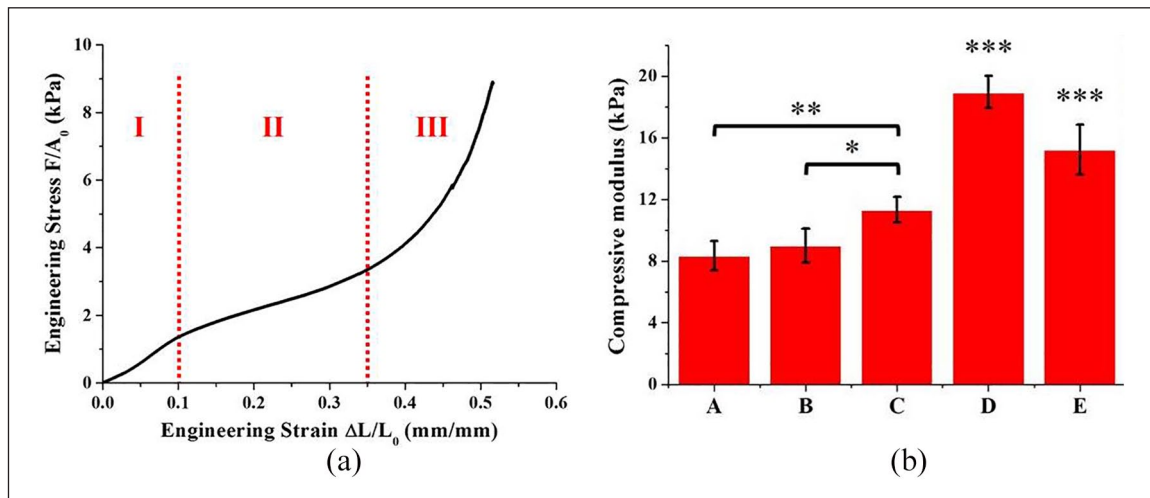 10
8
6
4
2
0
Engineering Stress F/A0 (kPa)
I
II
III
0.0 0.1 0.2 0.3 0.4 0.5 0.6
Engineering Strain ΔL/L0 (mm/mm)
(a)
20
16
12
8
4
0
Compressive modulus (kPa)
**
*
***
***
A B C D E
(b)